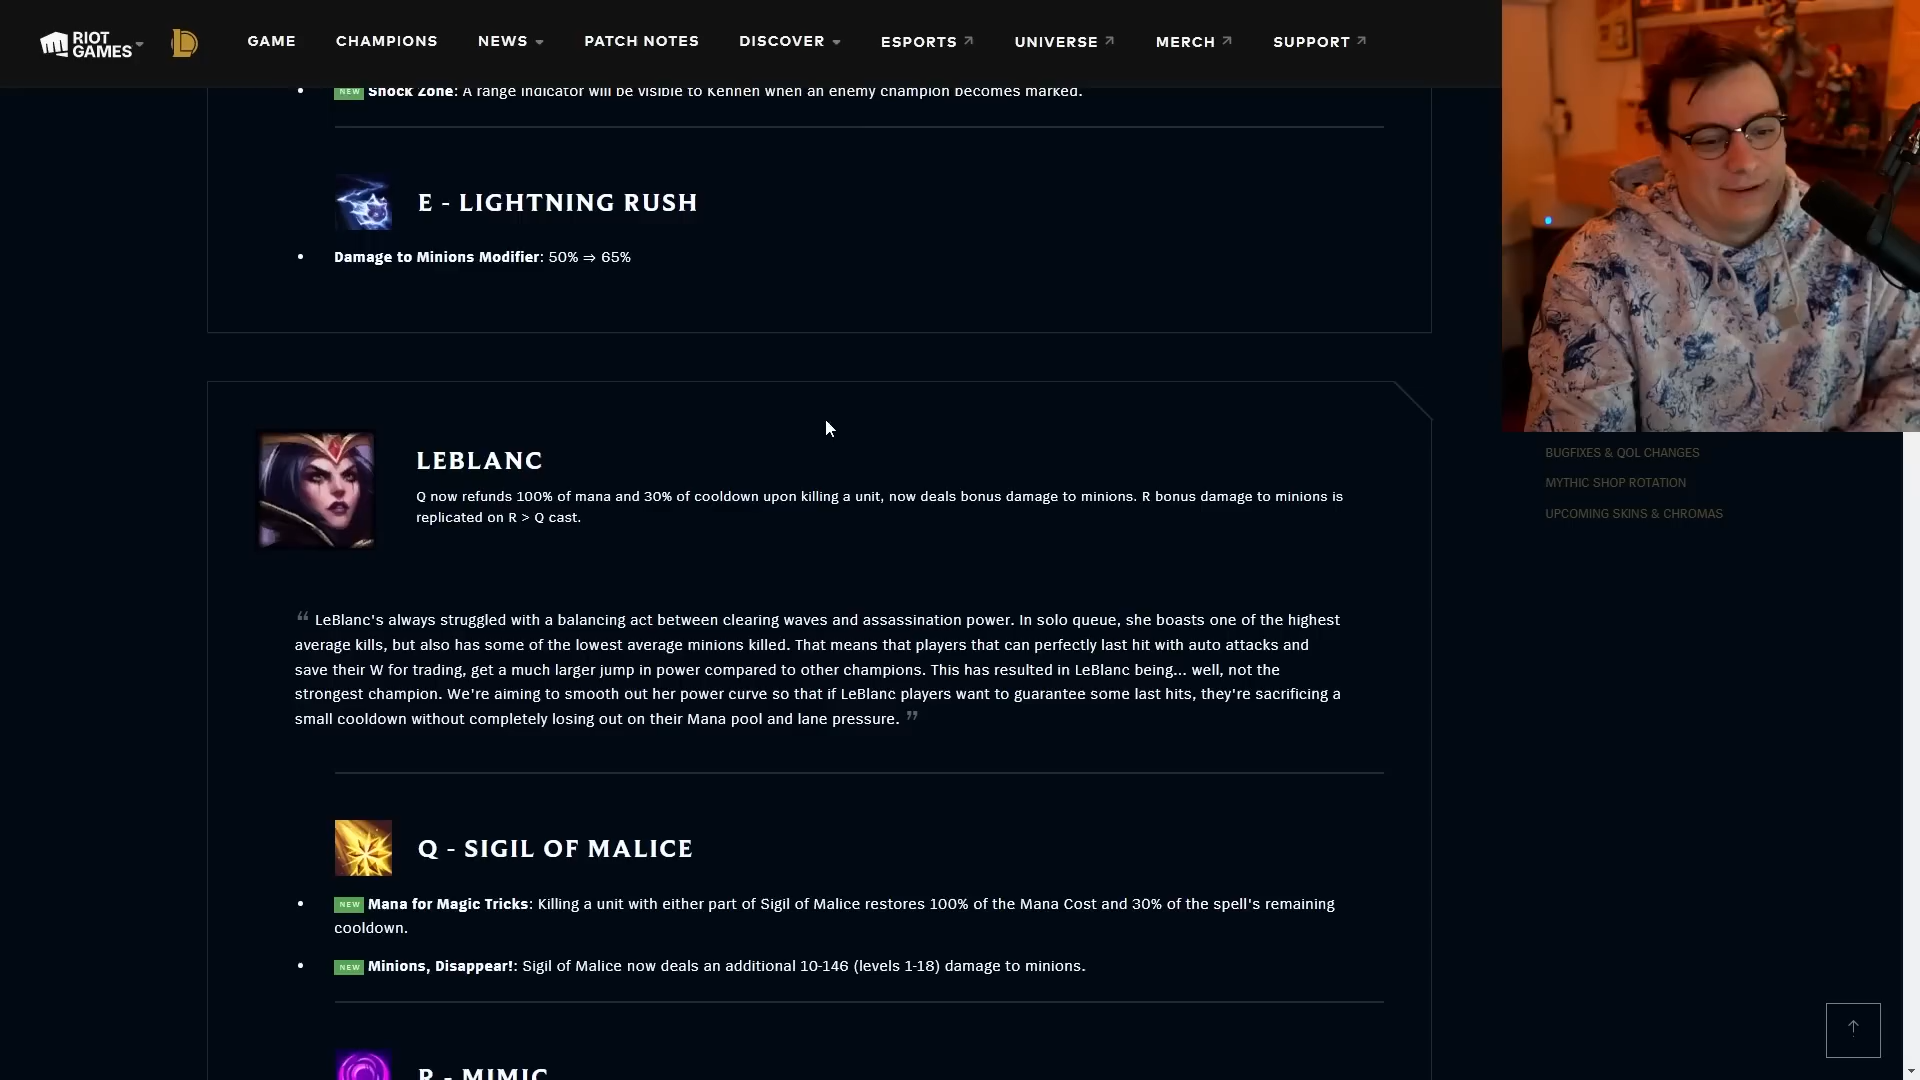 RIOT GAMES
GAME
CHAMPIONS
NEWS
PATCH NOTES
DISCOVER
ESPORTS
UNIVERSE
MERCH
SUPPORT
NEW Shock Zone: A range indicator will be visible to Kennen when an enemy champion becomes marked.
E - LIGHTNING RUSH
Damage to Minions Modifier: 50% ⇒ 65%
LEBLANC
Q now refunds 100% of mana and 30% of cooldown upon killing a unit, now deals bonus damage to minions. R bonus damage to minions is
replicated on R > Q cast.
“ LeBlanc's always struggled with a balancing act between clearing waves and assassination power. In solo queue, she boasts one of the highest
average kills, but also has some of the lowest average minions killed. That means that players that can perfectly last hit with auto attacks and
save their W for trading, get a much larger jump in power compared to other champions. This has resulted in LeBlanc being... well, not the
strongest champion. We're aiming to smooth out her power curve so that if LeBlanc players want to guarantee some last hits, they're sacrificing a
small cooldown without completely losing out on their Mana pool and lane pressure. ”
Q - SIGIL OF MALICE
NEW Mana for Magic Tricks: Killing a unit with either part of Sigil of Malice restores 100% of the Mana Cost and 30% of the spell's remaining
cooldown.
NEW Minions, Disappear!: Sigil of Malice now deals an additional 10-146 (levels 1-18) damage to minions.
R - MIMIC
BUGFIXES & QOL CHANGES
MYTHIC SHOP ROTATION
UPCOMING SKINS & CHROMAS